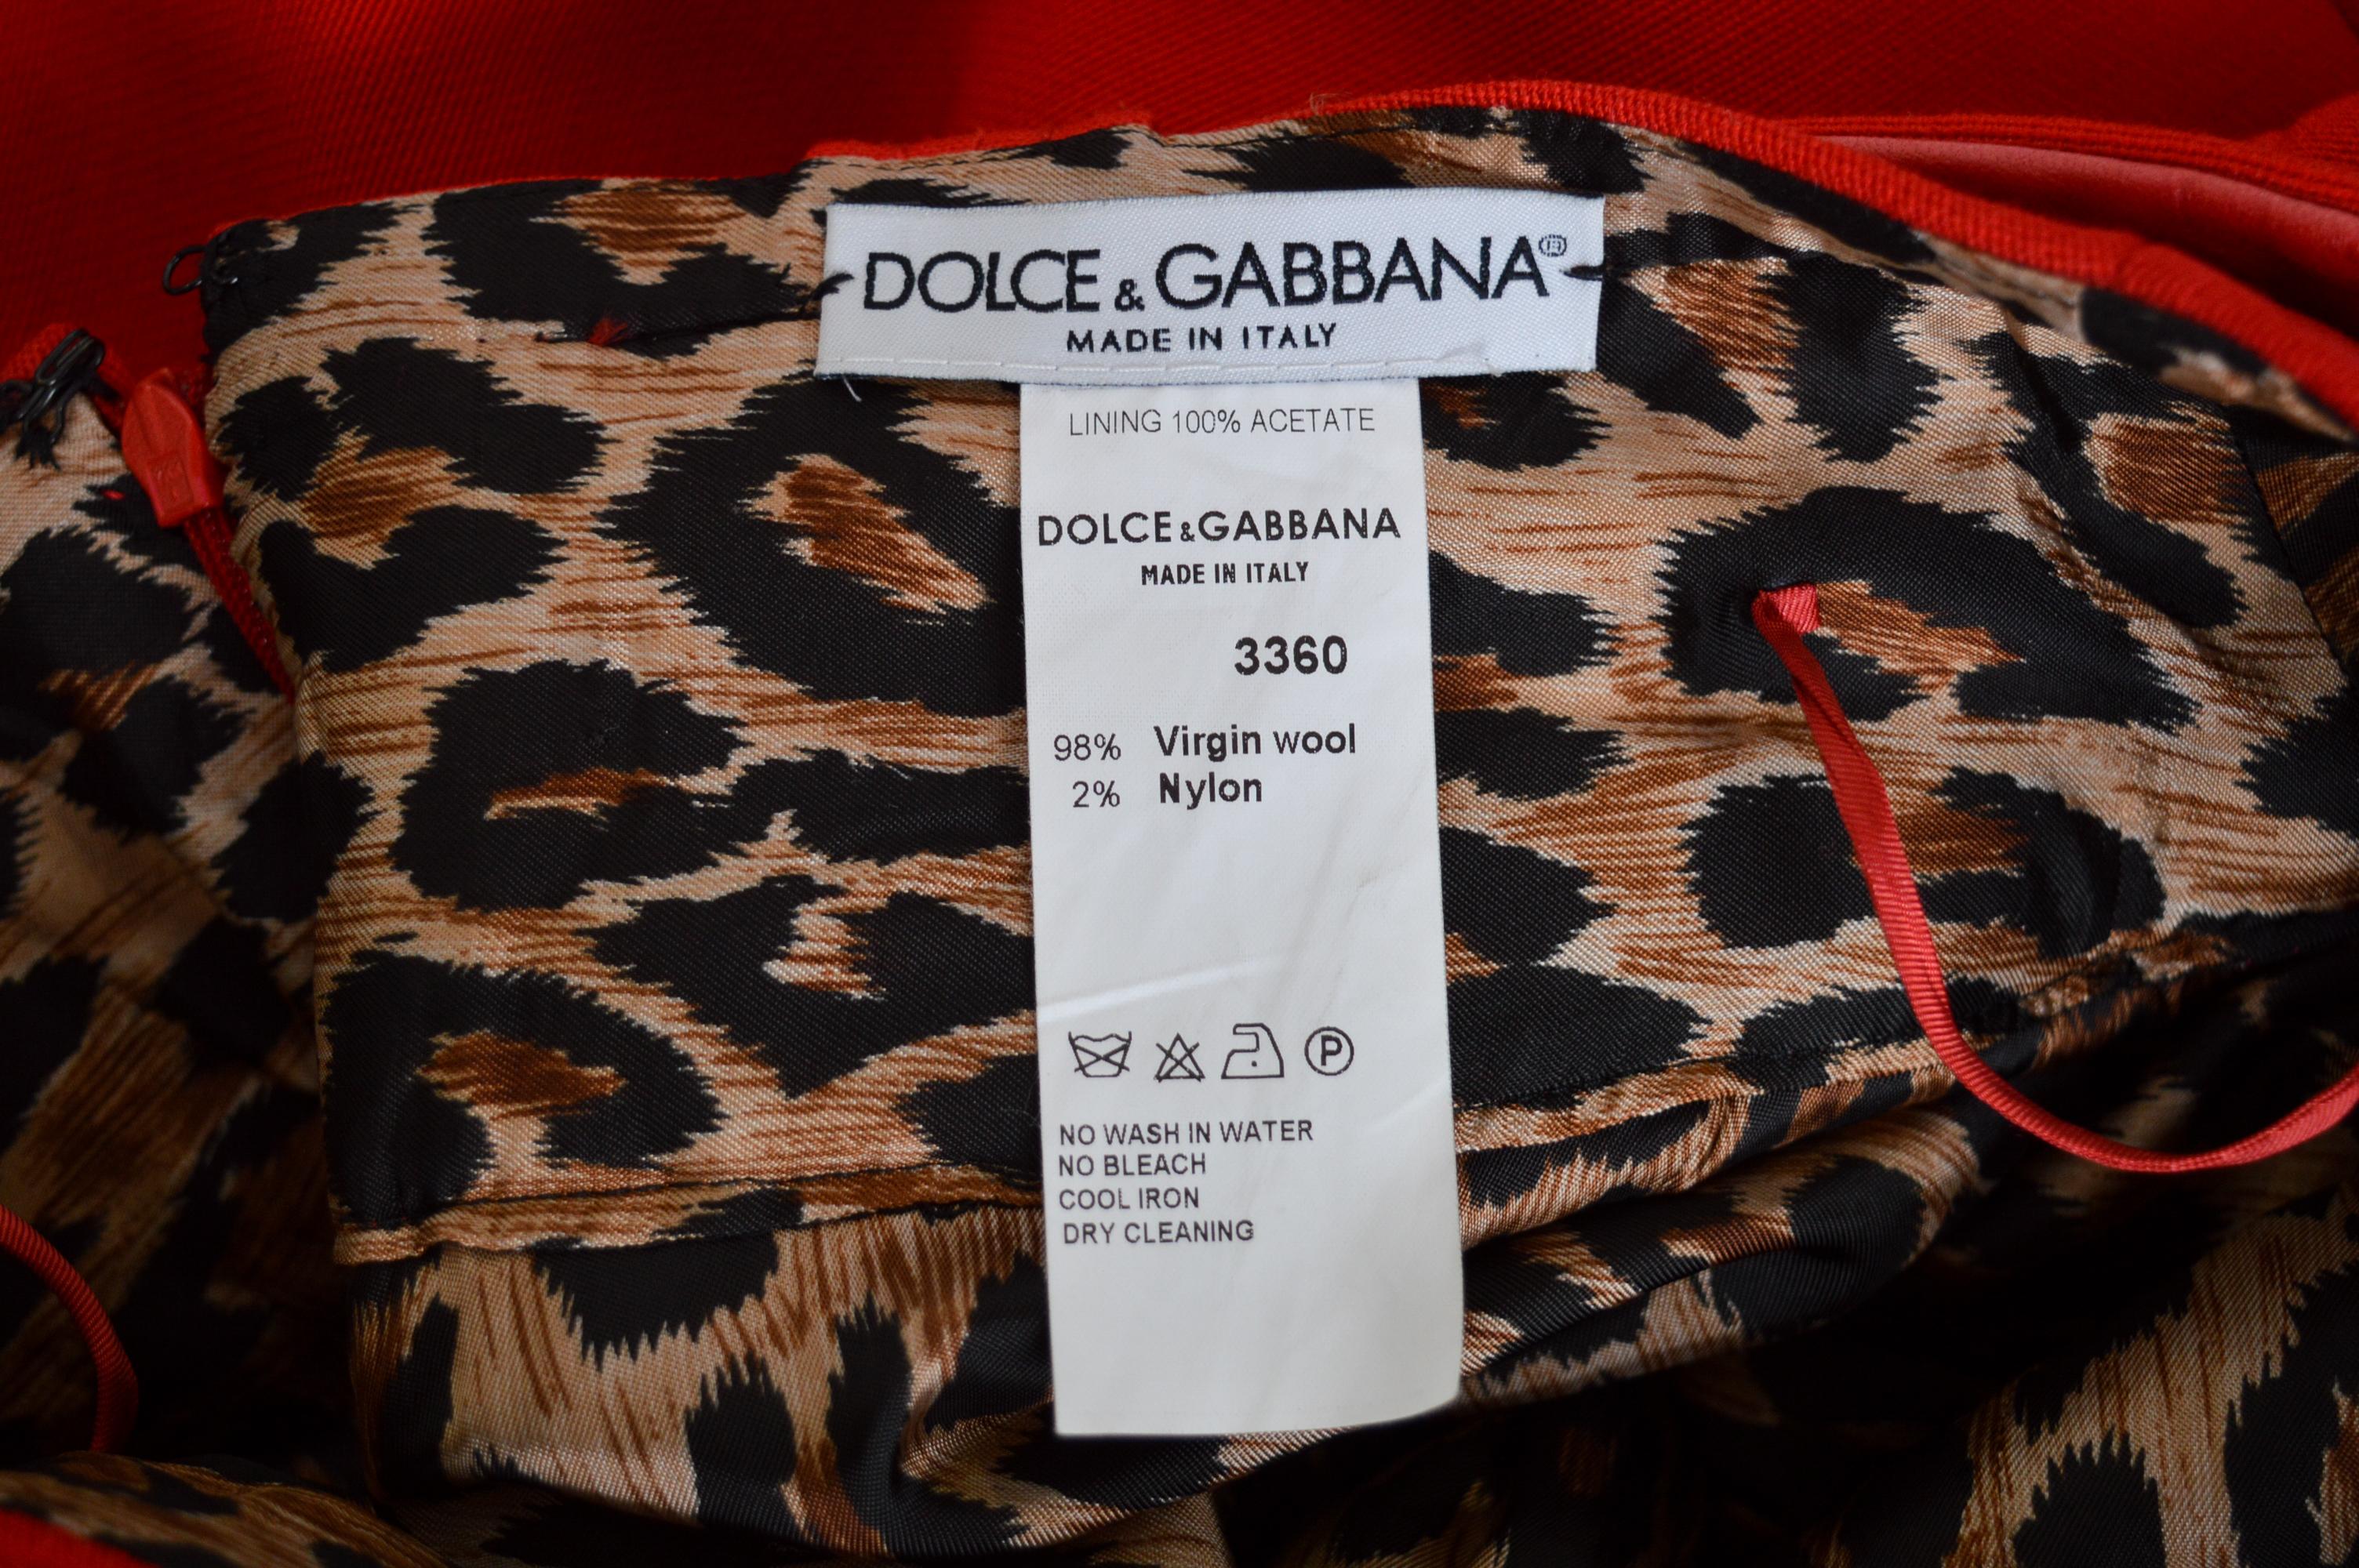 DOLCE & GABBANA®
MADE IN ITALY
LINING 100% ACETATE
DOLCE&GABBANA
MADE IN ITALY
3360
98% Virgin wool
2% Nylon
P
NO WASH IN WATER
NO BLEACH
COOL IRON
DRY CLEANING